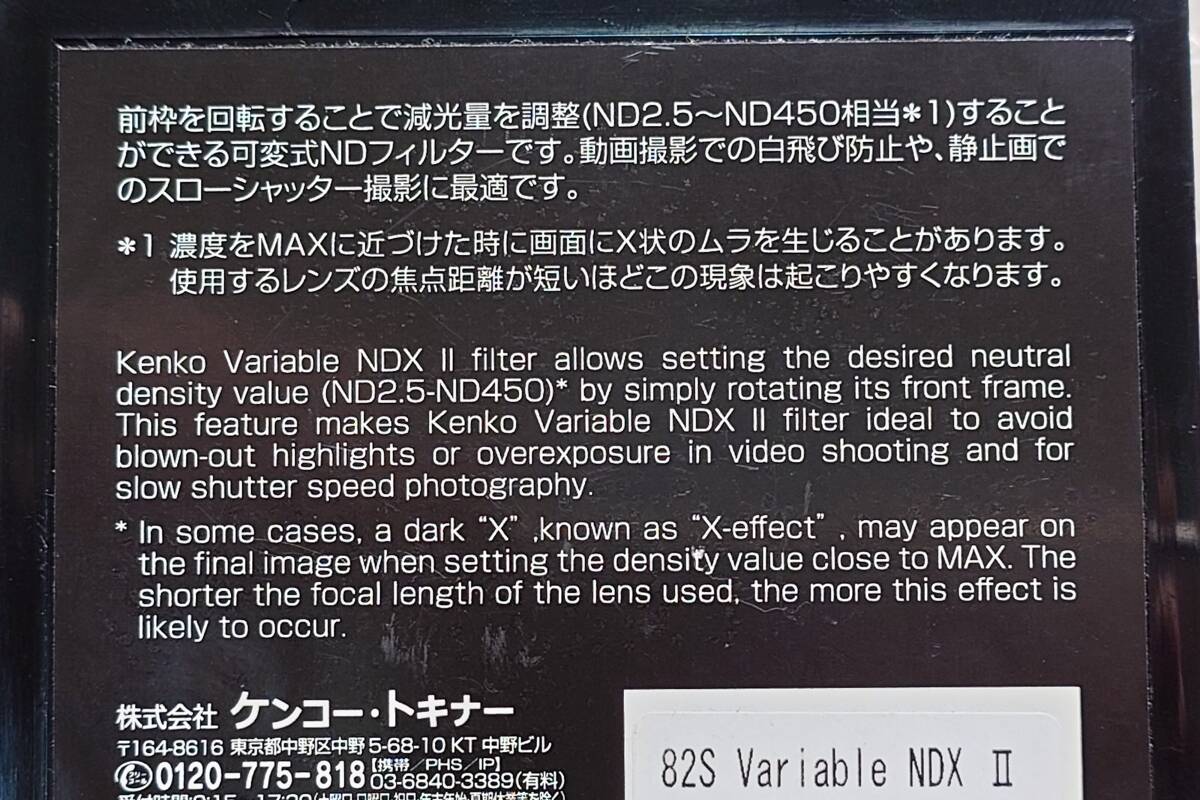 前枠を回転することで減光量を調整(ND2.5～ND450相当*1)すること
ができる可変式NDフィルターです。動画撮影での白飛び防止や、静止画で
のスローシャッター撮影に最適です。
*1 濃度をMAXに近づけた時に画面にX状のムラを生じることがあります。
使用するレンズの焦点距離が短いほどこの現象は起こりやすくなります。
Kenko Variable NDX II filter allows setting the desired neutral
density value (ND2.5-ND450)* by simply rotating its front frame.
This feature makes Kenko Variable NDX II filter ideal to avoid
blown-out highlights or overexposure in video shooting and for
slow shutter speed photography.
* In some cases, a dark “X” ,known as “X-effect” , may appear on
the final image when setting the density value close to MAX. The
shorter the focal length of the lens used, the more this effect is
likely to occur.
株式会社 ケンコー・トキナー
〒164-8616 東京都中野区中野 5-68-10 KT 中野ビル
0120-775-818 【携帯/PHS/IP】 03-6840-3389(有料)
82S Variable NDX Ⅱ